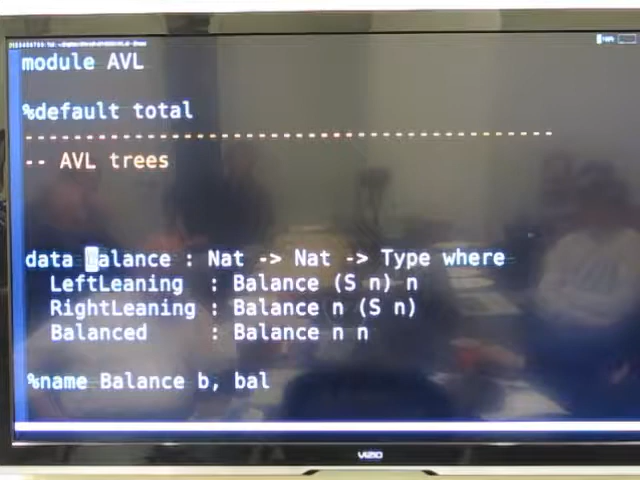 module AVL
%default total
-------------------------------------------
-- AVL trees
data Balance : Nat -> Nat -> Type where
LeftLeaning : Balance (S n) n
RightLeaning : Balance n (S n)
Balanced : Balance n n
%name Balance b, bal
VIZIO